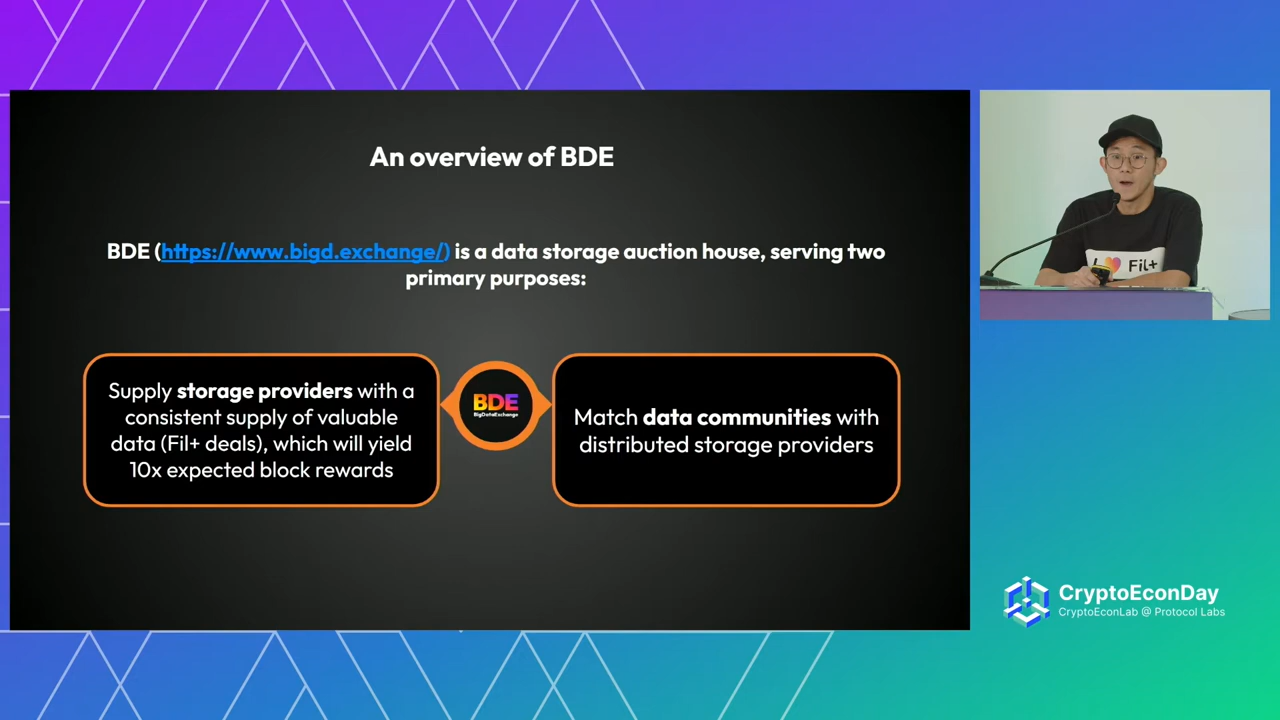 An overview of BDE
BDE (https://www.bigd.exchange/) is a data storage auction house, serving two
primary purposes:
Supply storage providers with a
consistent supply of valuable
data (Fil+ deals), which will yield
10x expected block rewards
BDE
BigDataExchange
Match data communities with
distributed storage providers
I ❤ Fil+
CryptoEconDay
CryptoEconLab @ Protocol Labs